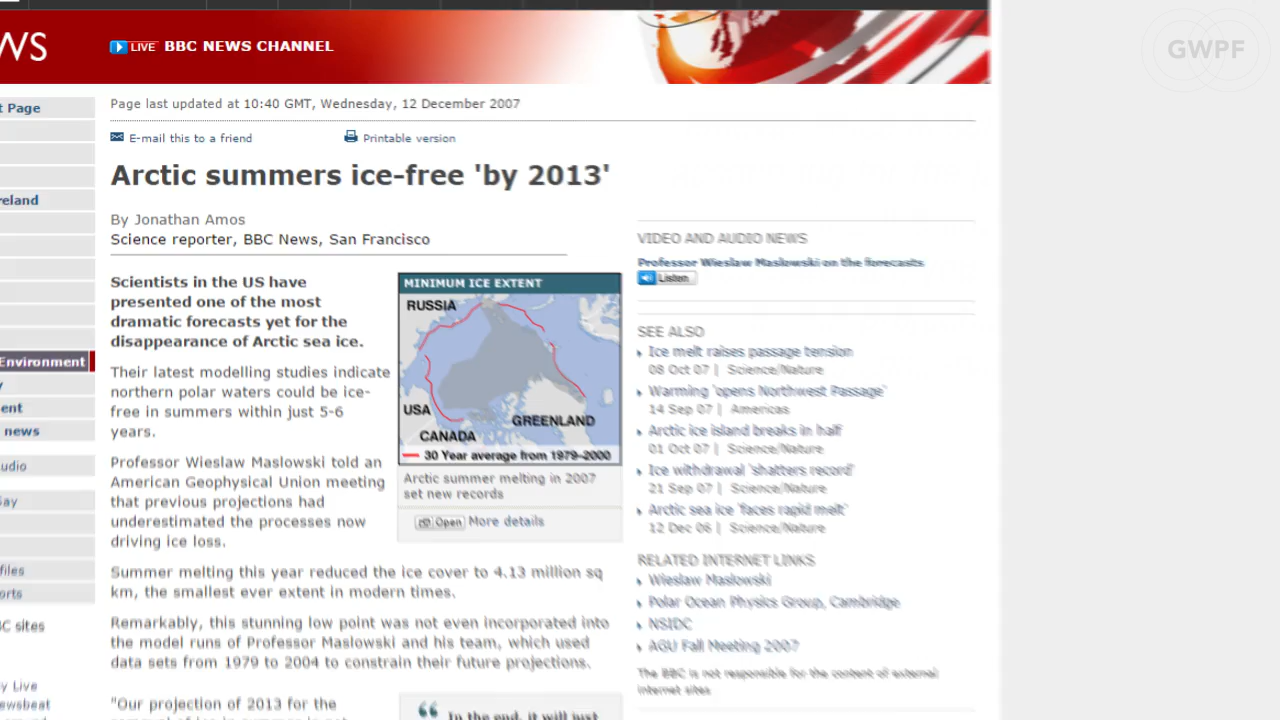 WS
LIVE BBC NEWS CHANNEL
GWPF
Page last updated at 10:40 GMT, Wednesday, 12 December 2007
E-mail this to a friend
Printable version
Arctic summers ice-free 'by 2013'
By Jonathan Amos
Science reporter, BBC News, San Francisco
Scientists in the US have
presented one of the most
dramatic forecasts yet for the
disappearance of Arctic sea ice.
Their latest modelling studies indicate
northern polar waters could be ice-
free in summers within just 5-6
years.
Professor Wieslaw Maslowski told an
American Geophysical Union meeting
that previous projections had
underestimated the processes now
driving ice loss.
Summer melting this year reduced the ice cover to 4.13 million sq
km, the smallest ever extent in modern times.
Remarkably, this stunning low point was not even incorporated into
the model runs of Professor Maslowski and his team, which used
data sets from 1979 to 2004 to constrain their future projections.
"Our projection of 2013 for the
MINIMUM ICE EXTENT
RUSSIA
USA
CANADA
GREENLAND
30 Year average from 1979-2000
Arctic summer melting in 2007
set new records
Open More details
In the end, it will just
VIDEO AND AUDIO NEWS
Professor Wieslaw Maslowski on the forecasts
Listen
SEE ALSO
Ice melt raises passage tension
08 Oct 07 | Science/Nature
Warming 'opens Northwest Passage'
14 Sep 07 | Americas
Arctic ice island breaks in half
01 Oct 07 | Science/Nature
Ice withdrawal 'shatters record'
21 Sep 07 | Science/Nature
Arctic sea ice 'faces rapid melt'
12 Dec 06 | Science/Nature
RELATED INTERNET LINKS
Wieslaw Maslowski
Polar Ocean Physics Group, Cambridge
NSIDC
AGU Fall Meeting 2007
The BBC is not responsible for the content of external
internet sites
t Page
reland
Environment
y
ent
news
udio
Say
files
orts
C sites
y Live
ewsbeat